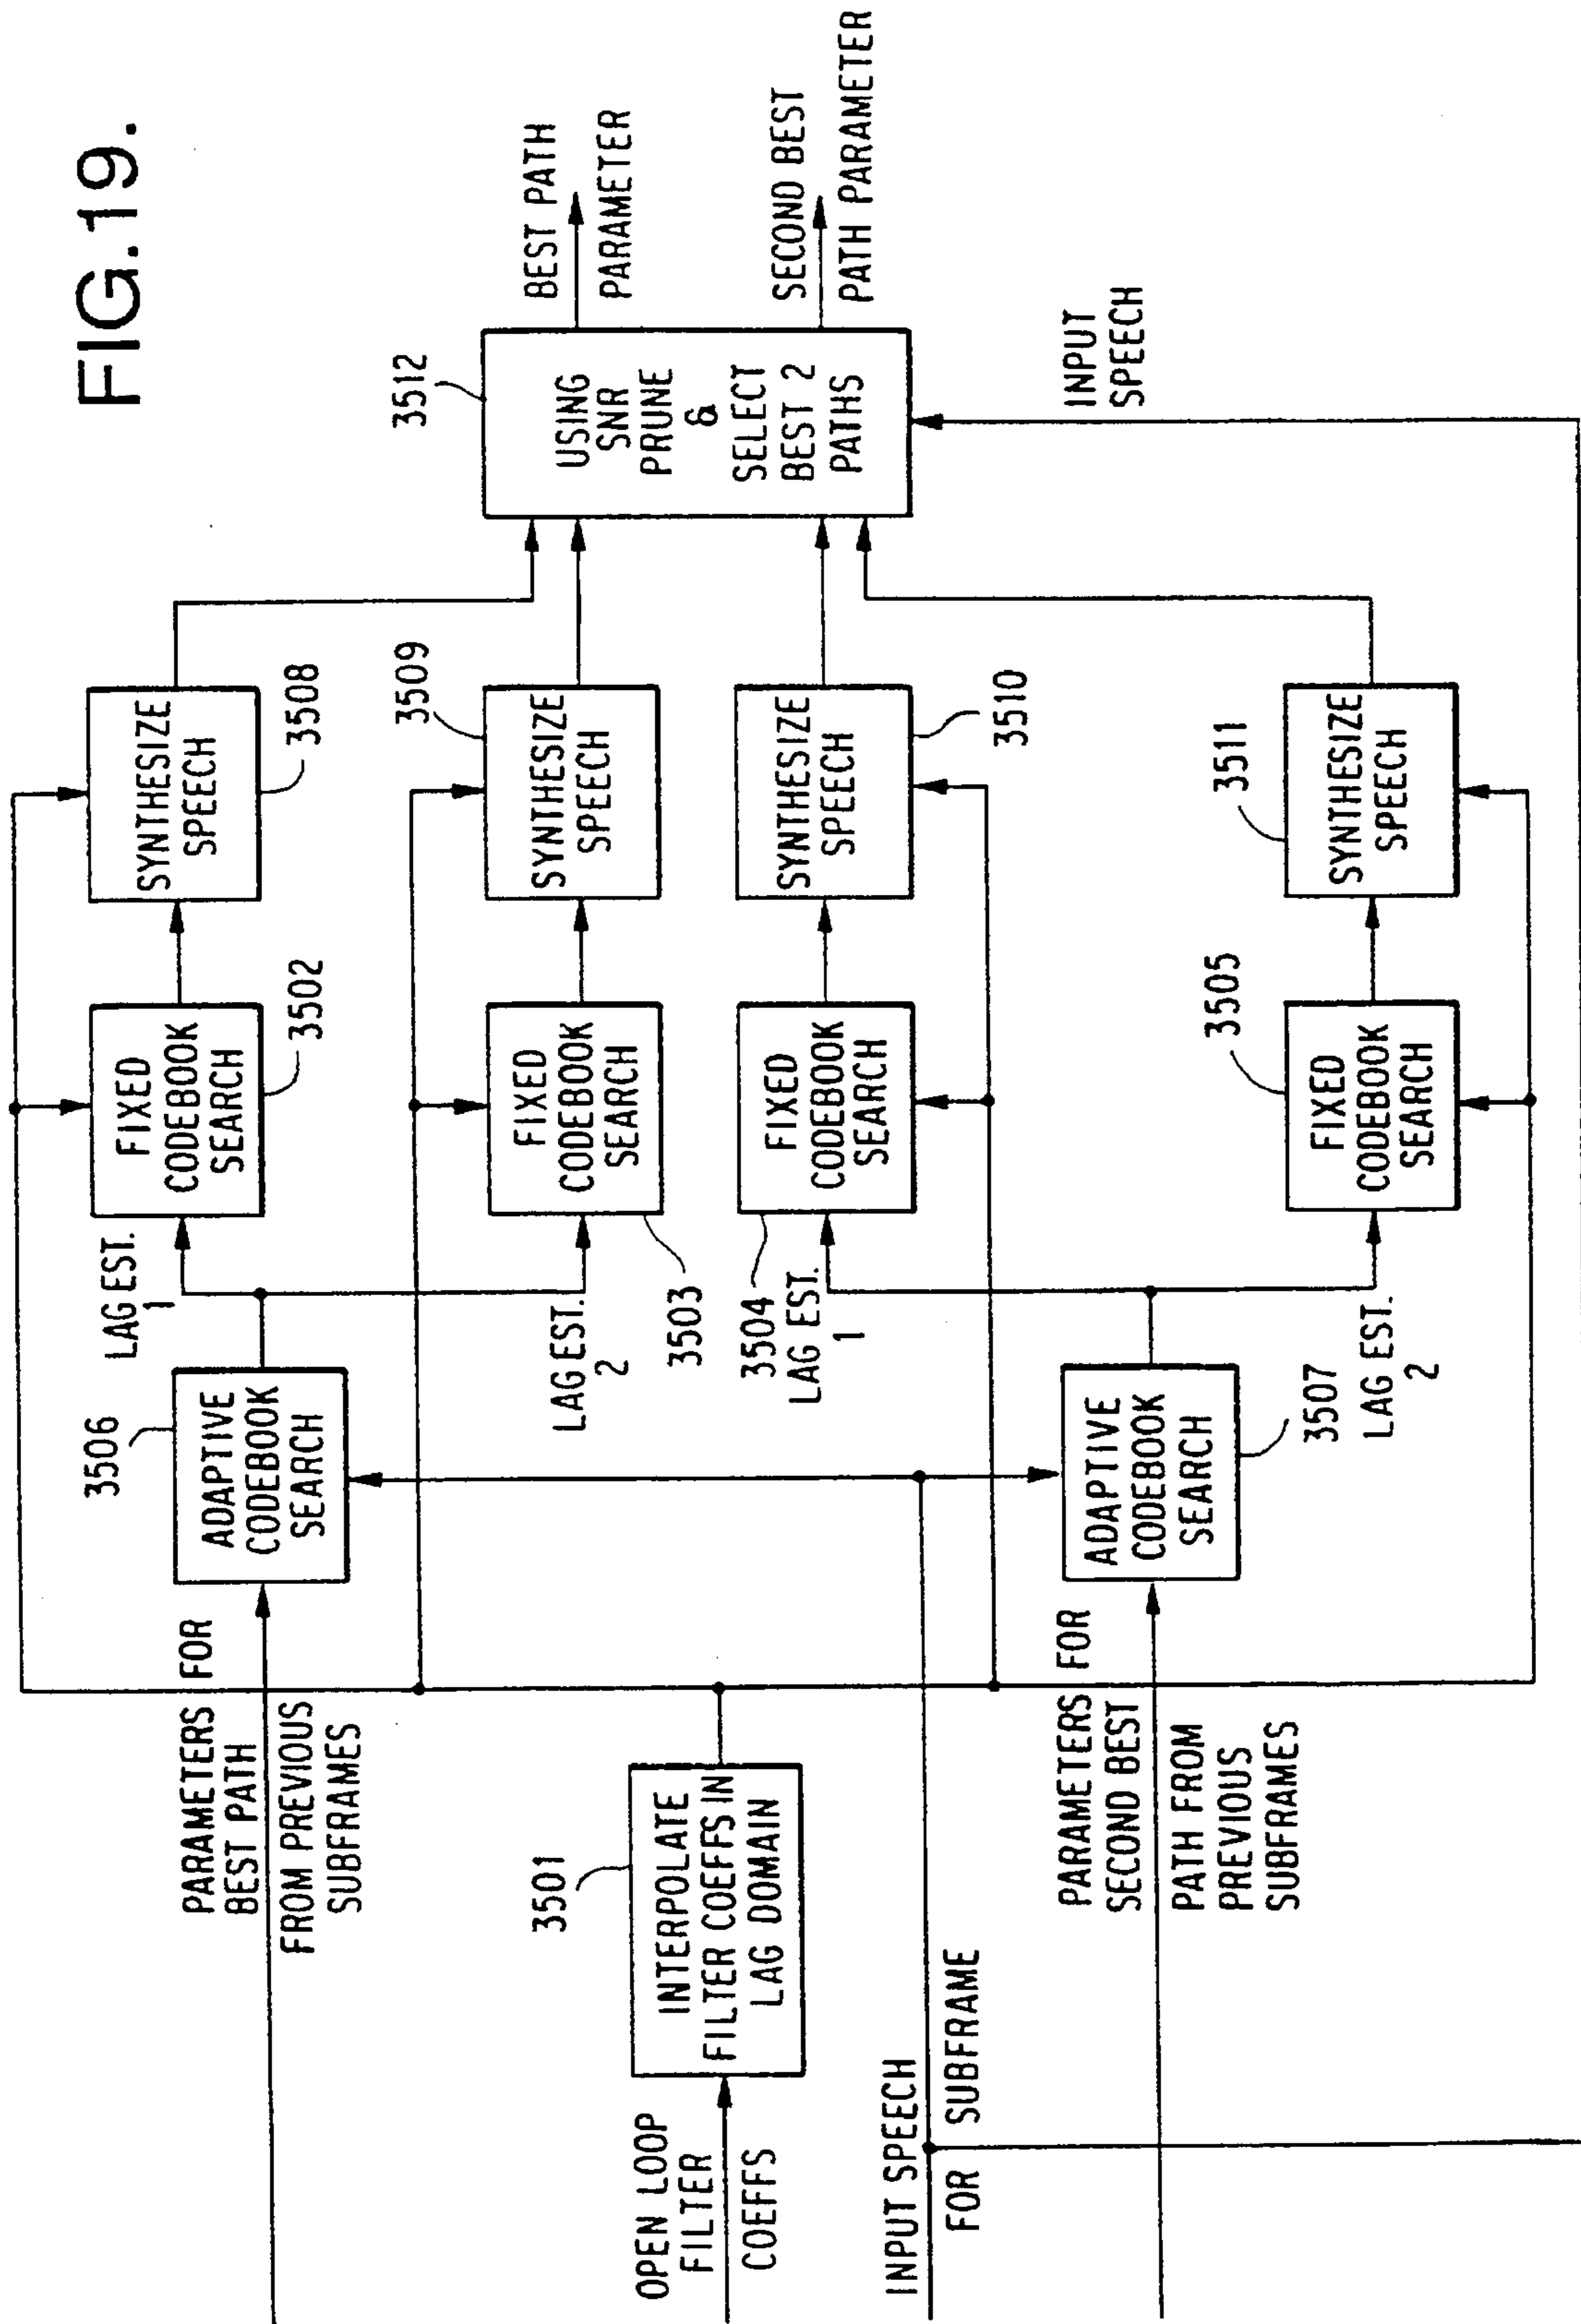 FIG.19.
PARAMETERS FOR
BEST PATH
FROM PREVIOUS
SUBFRAMES
3506
ADAPTIVE
CODEBOOK
SEARCH
LAG EST.
1
FIXED
CODEBOOK
SEARCH
3502
SYNTHESIZE
SPEECH
3508
LAG EST.
2
3503
FIXED
CODEBOOK
SEARCH
3509
SYNTHESIZE
SPEECH
OPEN LOOP
FILTER
COEFFS
3501
INTERPOLATE
FILTER COEFFS IN
LAG DOMAIN
3504
LAG EST.
1
FIXED
CODEBOOK
SEARCH
SYNTHESIZE
SPEECH
3510
INPUT SPEECH
FOR SUBFRAME
PARAMETERS FOR
SECOND BEST
PATH FROM
PREVIOUS
SUBFRAMES
ADAPTIVE
CODEBOOK
SEARCH
3507
LAG EST.
2
3505
FIXED
CODEBOOK
SEARCH
3511
SYNTHESIZE
SPEECH
3512
USING
SNR
PRUNE
&
SELECT
BEST 2
PATHS
BEST PATH
PARAMETER
SECOND BEST
PATH PARAMETER
INPUT
SPEECH